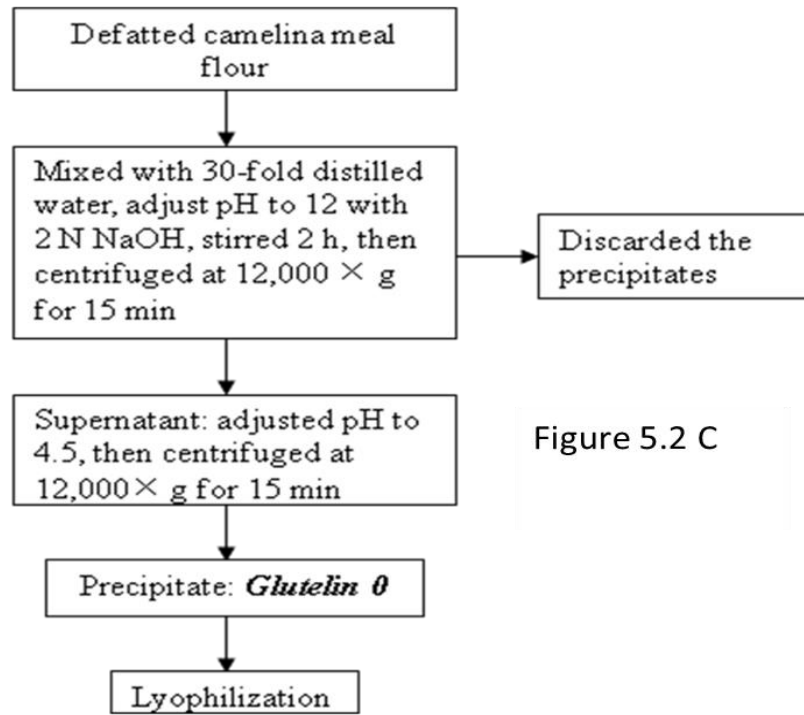 Defatted camelina meal
flour
Mixed with 30-fold distilled
water, adjust pH to 12 with
2 N NaOH, stirred 2 h, then
centrifuged at 12,000 × g
for 15 min
Discarded the
precipitates
Supernatant: adjusted pH to
4.5, then centrifuged at
12,000× g for 15 min
Figure 5.2 C
Precipitate: Glutelin 0
Lyophilization